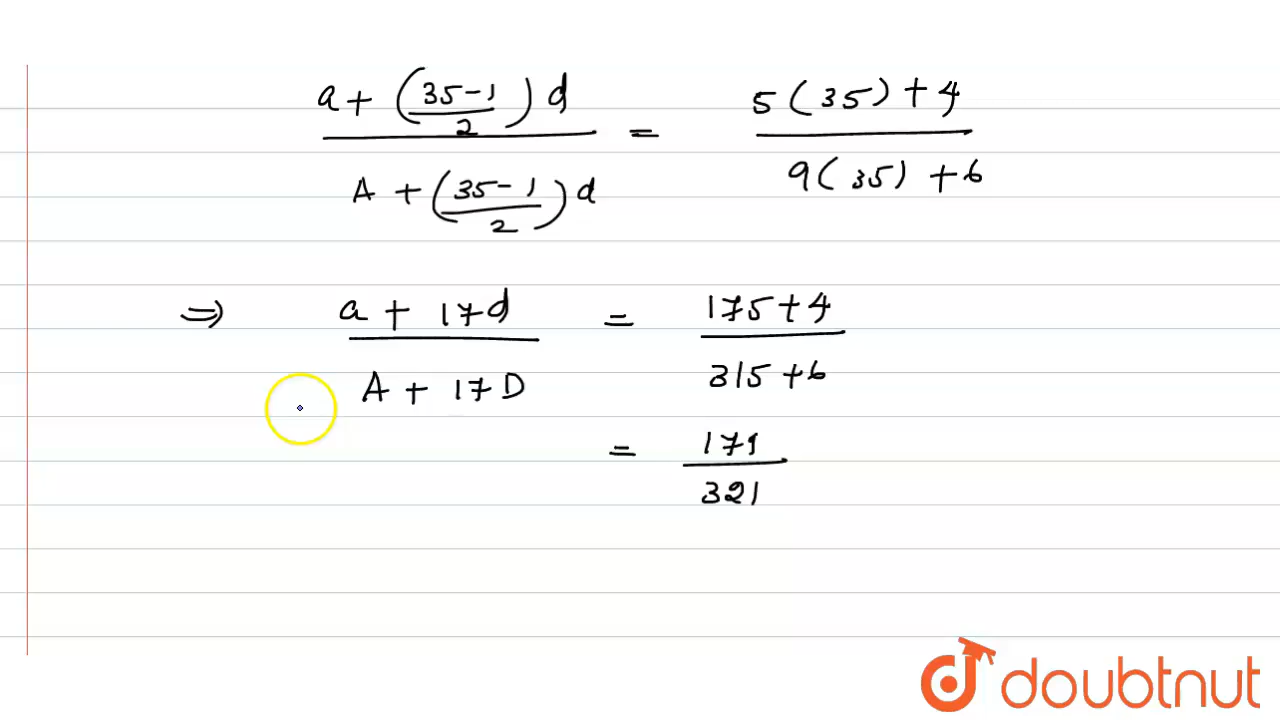 a + (35-1/2)d / A + (35-1/2)d = 5(35)+4 / 9(35)+6
⇒ a + 17d / A + 17D = 175+4 / 315+6
= 179 / 321
doubtnut